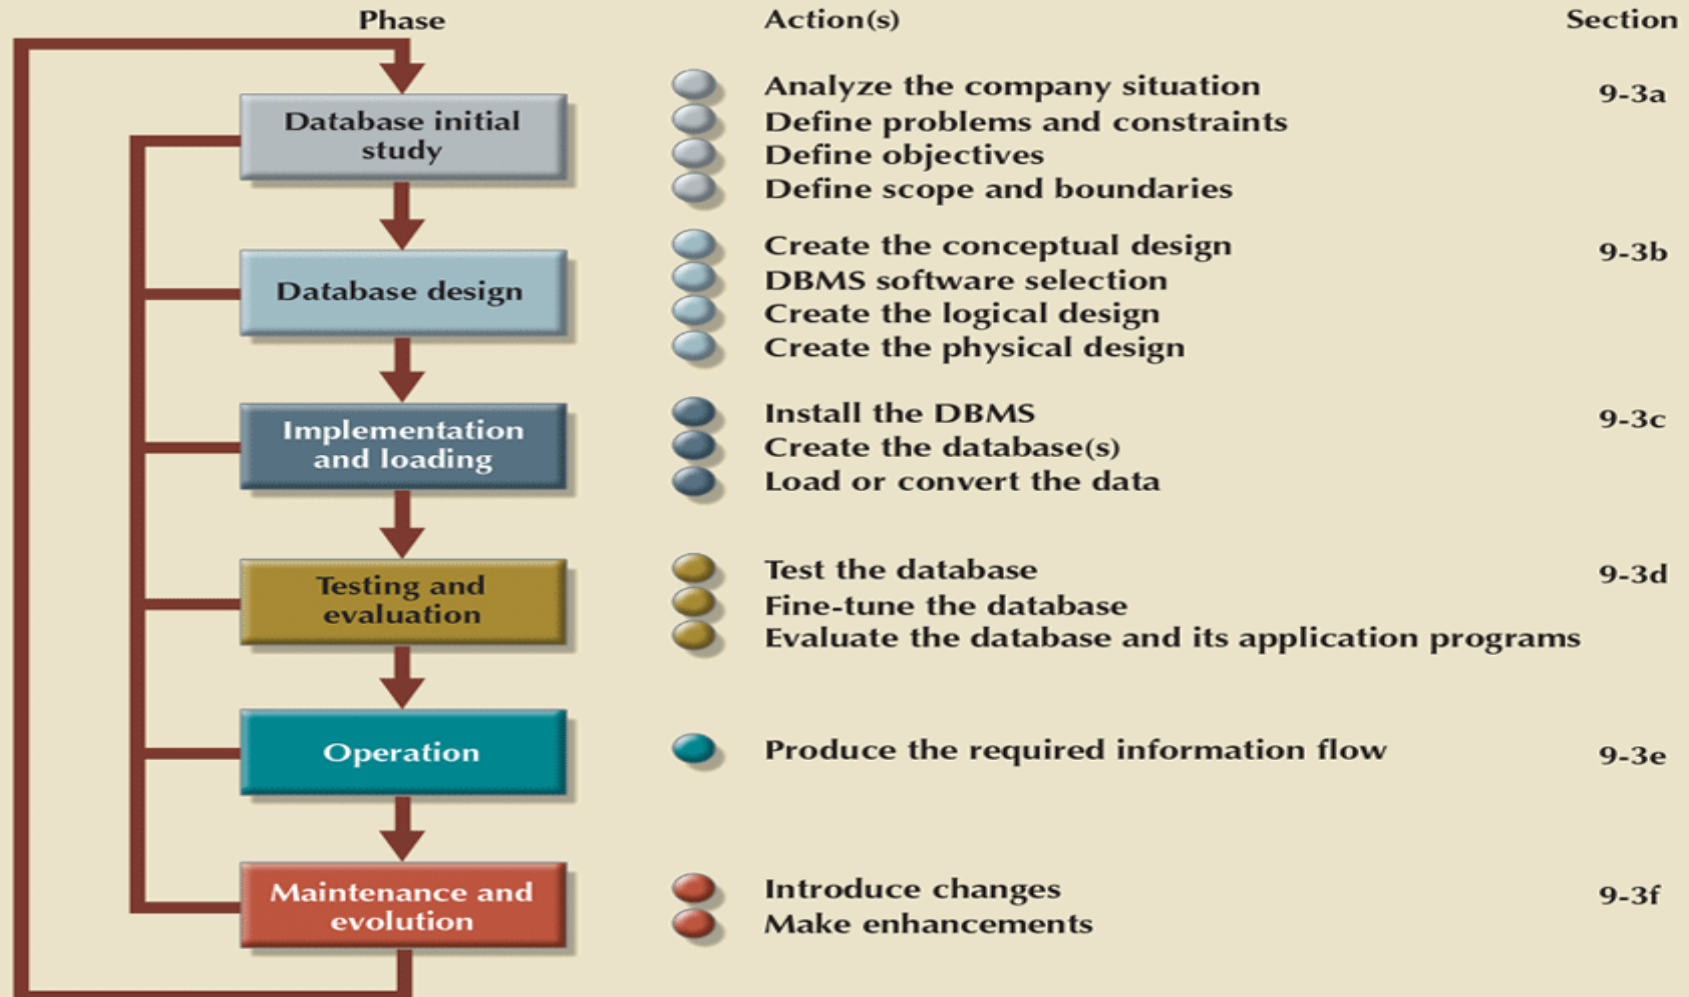 Phase Action(s) Section
Database initial
study
Analyze the company situation 9-3a
Define problems and constraints
Define objectives
Define scope and boundaries
Database design
Create the conceptual design 9-3b
DBMS software selection
Create the logical design
Create the physical design
Implementation
and loading
Install the DBMS 9-3c
Create the database(s)
Load or convert the data
Testing and
evaluation
Test the database 9-3d
Fine-tune the database
Evaluate the database and its application programs
Operation
Produce the required information flow 9-3e
Maintenance and
evolution
Introduce changes 9-3f
Make enhancements